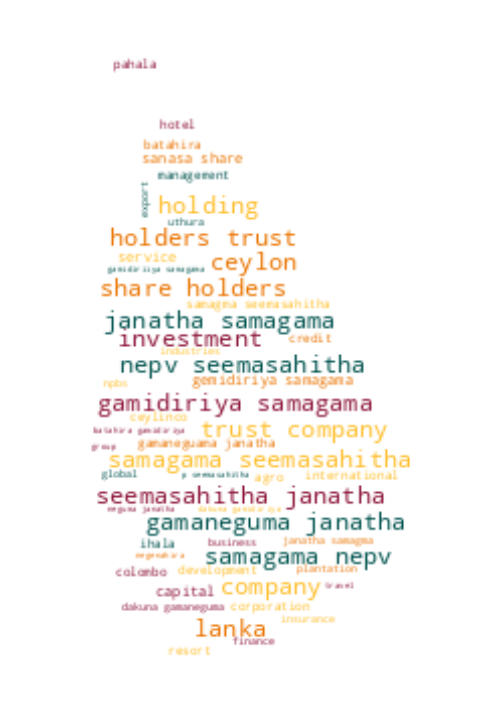 pahala
hotel
batahira
sanasa share
management
export
holding
uthura
holders trust
service
ceylon
gamidiriya samagama
share holders
samagma seemasahitha
janatha samagama
investment
credit
industries
nepv seemasahitha
gemidiriya samagama
npbs
gamidiriya samagama
ceylinco
batahira gamidiriya
trust company
gamaneguama janatha
group
samagama seemasahitha
global
p seemasahitha
agro
international
seemasahitha janatha
neguma janatha
dakuna gamidiriya
gamaneguma janatha
ihala
business
janatha samagma
negenahira
samagama nepv
colombo
development
plantation
capital
company
travel
dakuna gamaneguma
corporation
insurance
lanka
finance
resort